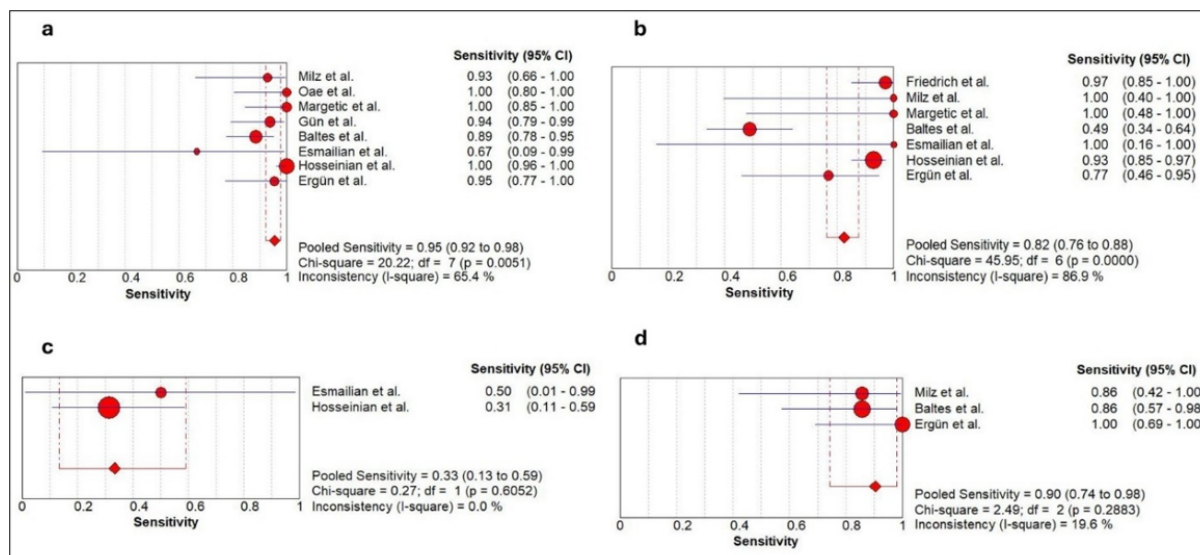 a
Sensitivity (95% CI)
Milz et al. 0.93 (0.66 - 1.00)
Oae et al. 1.00 (0.80 - 1.00)
Margetic et al. 1.00 (0.85 - 1.00)
Gün et al. 0.94 (0.79 - 0.99)
Baltes et al. 0.89 (0.78 - 0.95)
Esmailian et al. 0.67 (0.09 - 0.99)
Hosseinian et al. 1.00 (0.96 - 1.00)
Ergün et al. 0.95 (0.77 - 1.00
Pooled Sensitivity = 0.95 (0.92 to 0.98)
Chi-square = 20.22; df = 7 (p = 0.0051)
Inconsistency (I-square) = 65.4 %
0 0.2 0.4 0.6 0.8 1
Sensitivity
b
Sensitivity (95% CI)
Friedrich et al. 0.97 (0.85 - 1.00)
Milz et al. 1.00 (0.40 - 1.00)
Margetic et al. 1.00 (0.48 - 1.00)
Baltes et al. 0.49 (0.34 - 0.64)
Esmailian et al. 1.00 (0.16 - 1.00)
Hosseinian et al. 0.93 (0.85 - 0.97)
Ergün et al. 0.77 (0.46 - 0.95)
Pooled Sensitivity = 0.82 (0.76 to 0.88)
Chi-square = 45.95; df = 6 (p = 0.0000)
Inconsistency (I-square) = 86.9 %
0 0.2 0.4 0.6 0.8 1
Sensitivity
c
Sensitivity (95% CI)
Esmailian et al. 0.50 (0.01 - 0.99
Hosseinian et al. 0.31 (0.11 - 0.59
Pooled Sensitivity = 0.33 (0.13 to 0.59)
Chi-square = 0.27; df = 1 (p = 0.6052)
Inconsistency (I-square) = 0.0 %
0 0.2 0.4 0.6 0.8 1
Sensitivity
d
Sensitivity (95% CI)
Milz et al. 0.86 (0.42 - 1.00
Baltes et al. 0.86 (0.57 - 0.98
Ergün et al. 1.00 (0.69 - 1.00
Pooled Sensitivity = 0.90 (0.74 to 0.98)
Chi-square = 2.49; df = 2 (p = 0.2883)
Inconsistency (I-square) = 19.6 %
0 0.2 0.4 0.6 0.8 1
Sensitivity